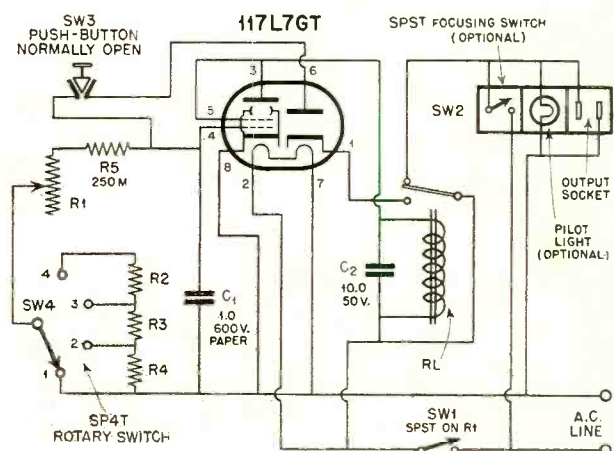 117L7GT
SW3
PUSH-BUTTON
NORMALLY OPEN
SPST FOCUSING SWITCH
(OPTIONAL)
3
6
5
4
8
2
7
1
SW2
R5
250 M
R1
OUTPUT
SOCKET
PILOT
LIGHT
(OPTIONAL)
4
R2
SW4
3
R3
2
R4
1
C1
1.0
600 V.
PAPER
C2
10.0
50 V.
RL
SP4T
ROTARY SWITCH
SW1
SPST ON R1
A.C.
LINE